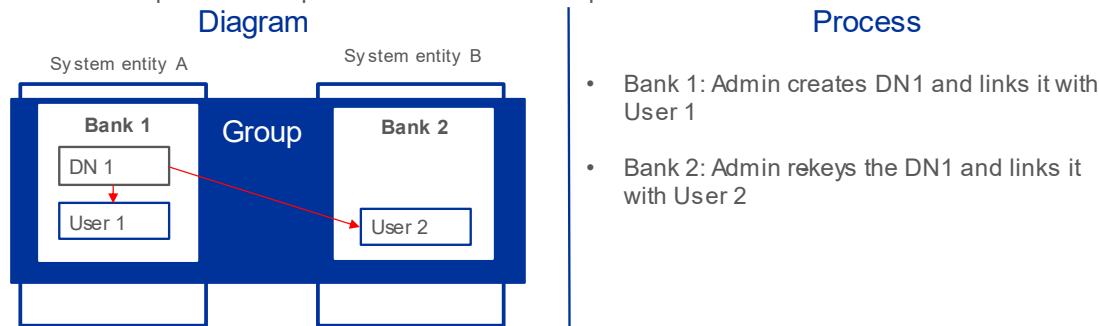 Diagram
Process
System entity A
System entity B
Bank 1
Group
Bank 2
DN 1
User 1
User 2
• Bank 1: Admin creates DN1 and links it with
User 1
• Bank 2: Admin rekeys the DN1 and links it
with User 2